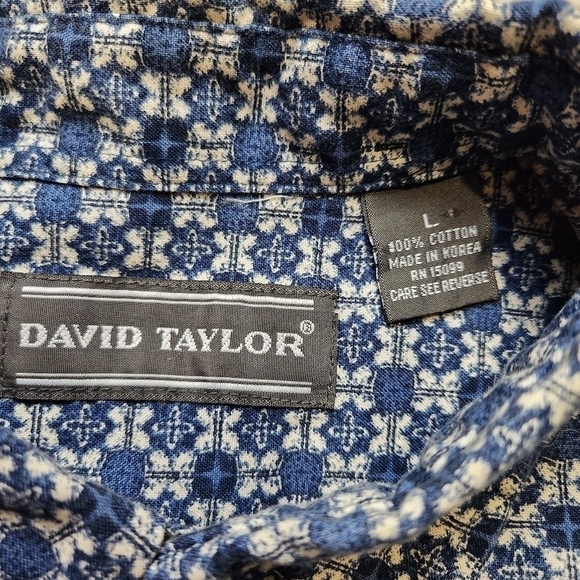 DAVID TAYLOR®
L
100% COTTON
MADE IN KOREA
RN 15099
CARE SEE REVERSE